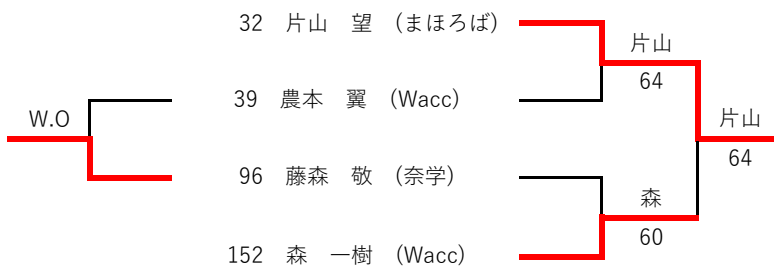 32 片山 望 (まほろば)
片山
64
39 農本 翼 (Wacc)
W.O
片山
64
96 藤森 敬 (奈学)
森
60
152 森 一樹 (Wacc)